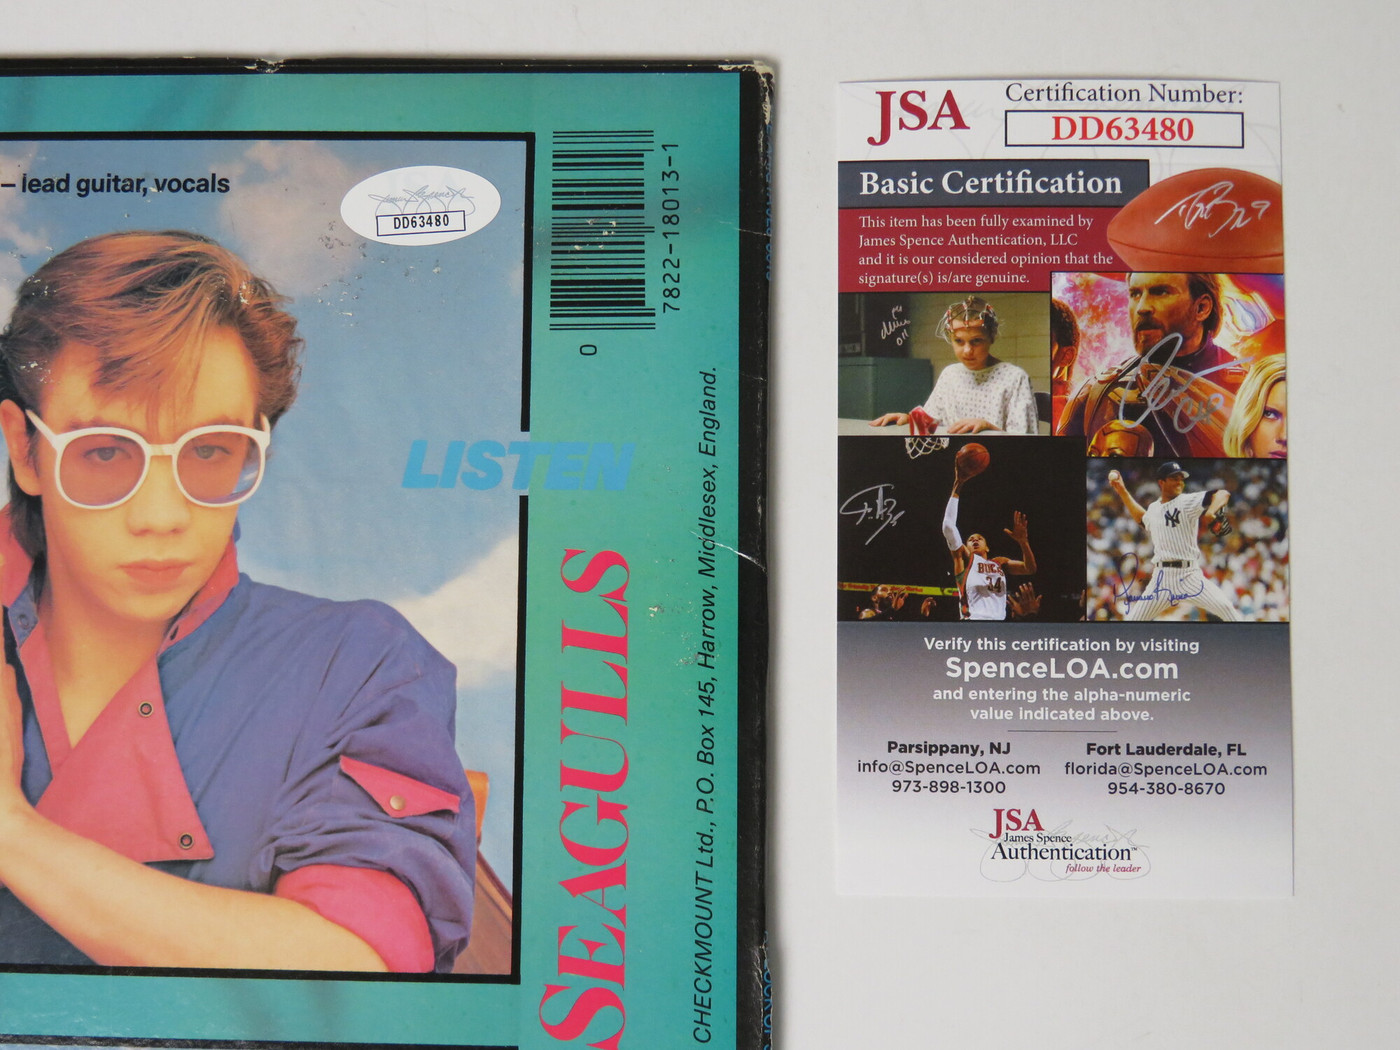 – lead guitar, vocals
DD63480
7822-18013-1
0
LISTEN
SEAGULLS
CHECKMOUNT Ltd., P.O. Box 145, Harrow, Middlesex, England.
JSA
Certification Number:
DD63480
Basic Certification
This item has been fully examined by
James Spence Authentication, LLC
and it is our considered opinion that the
signature(s) is/are genuine.
BUCKS
34
Verify this certification by visiting
SpenceLOA.com
and entering the alpha-numeric
value indicated above.
Parsippany, NJ
info@SpenceLOA.com
973-898-1300
Fort Lauderdale, FL
florida@SpenceLOA.com
954-380-8670
JSA
James Spence
Authentication™
follow the leader